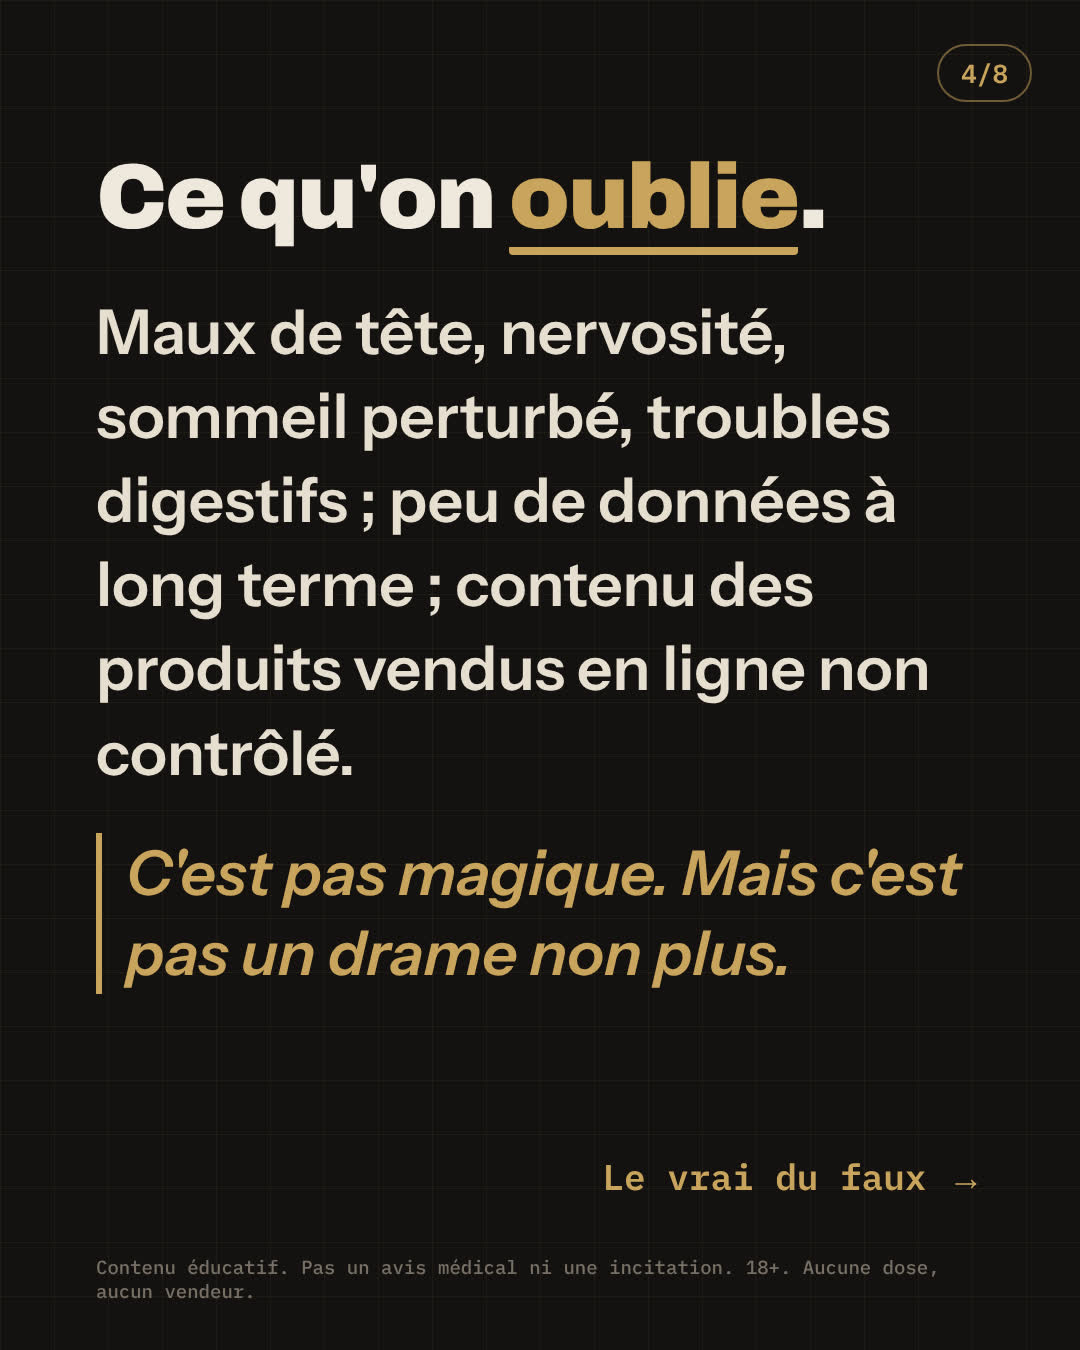 4/8
Ce qu'on oublie.
Maux de tête, nervosité,
sommeil perturbé, troubles
digestifs ; peu de données à
long terme ; contenu des
produits vendus en ligne non
contrôlé.
C'est pas magique. Mais c'est
pas un drame non plus.
Le vrai du faux →
Contenu éducatif. Pas un avis médical ni une incitation. 18+. Aucune dose,
aucun vendeur.